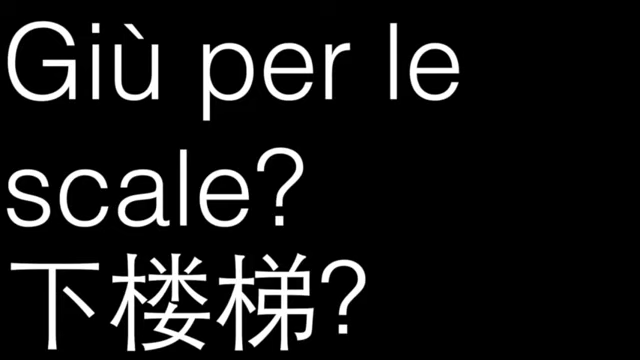 Giù per le
scale?
下楼梯?